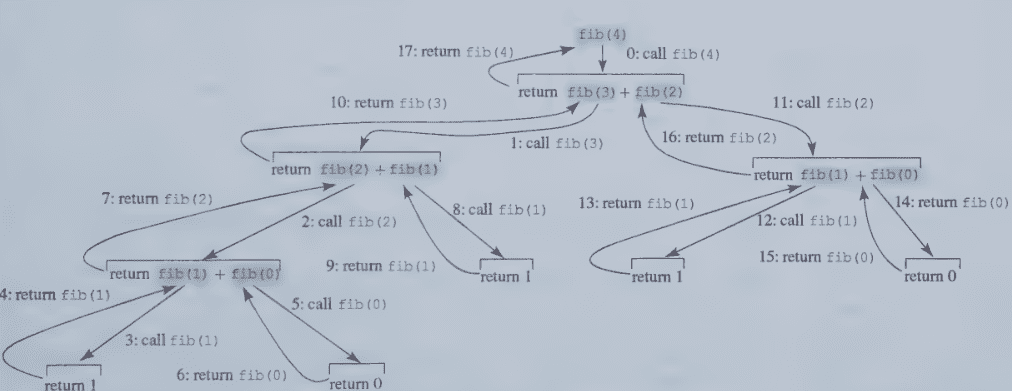 fib(4)
17: return fib(4)
0: call fib(4)
return fib(3) + fib(2)
10: return fib(3)
11: call fib(2)
1: call fib(3)
16: return fib(2)
return fib(2) + fib(1)
return fib(1) + fib(0)
7: return fib(2)
2: call fib(2)
8: call fib(1)
13: return fib(1)
12: call fib(1)
14: return fib(0)
9: return fib(1)
15: return fib(0)
return fib(1) + fib(0)
return 1
return 1
return 0
4: return fib(1)
5: call fib(0)
3: call fib(1)
6: return fib(0)
return 1
return 0